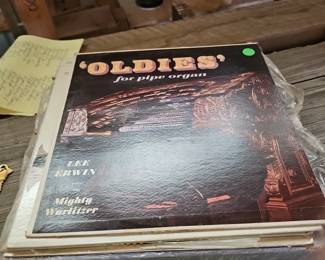 ‘OLDIES’
for pipe organ
LEE
ERWIN
Mighty
Wurlitzer